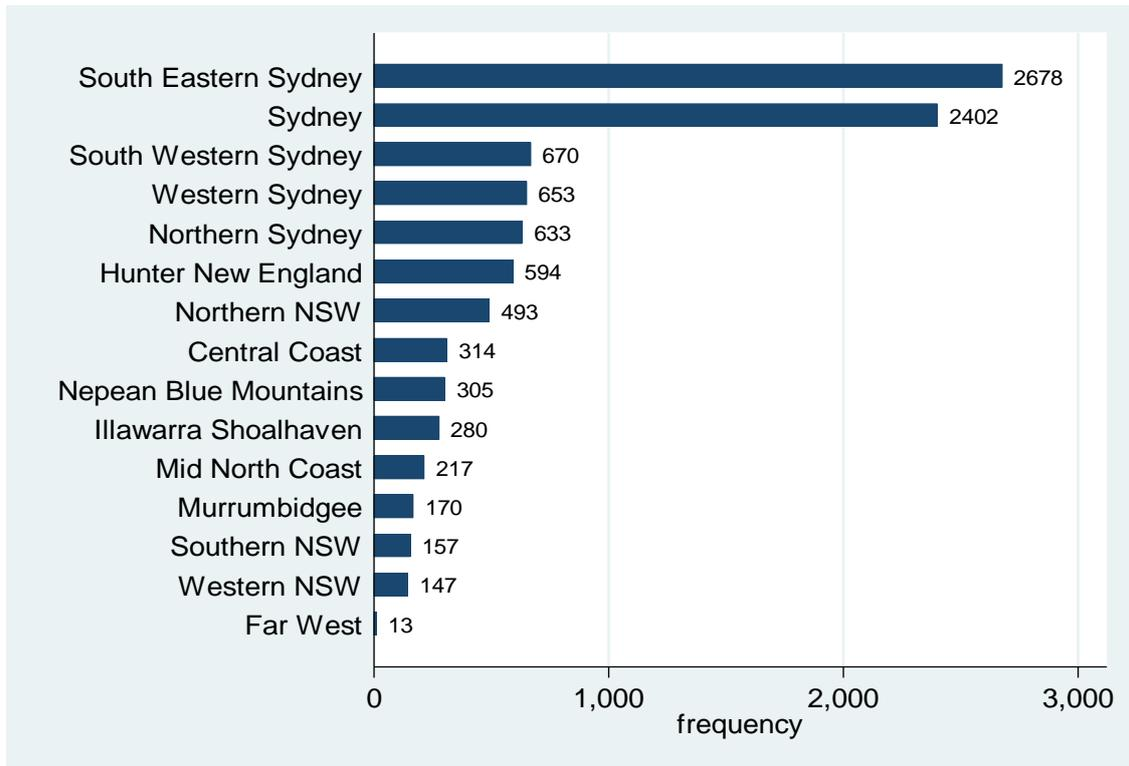 South Eastern Sydney 2678
Sydney 2402
South Western Sydney 670
Western Sydney 653
Northern Sydney 633
Hunter New England 594
Northern NSW 493
Central Coast 314
Nepean Blue Mountains 305
Illawarra Shoalhaven 280
Mid North Coast 217
Murrumbidgee 170
Southern NSW 157
Western NSW 147
Far West 13
0 1,000 2,000 3,000
frequency